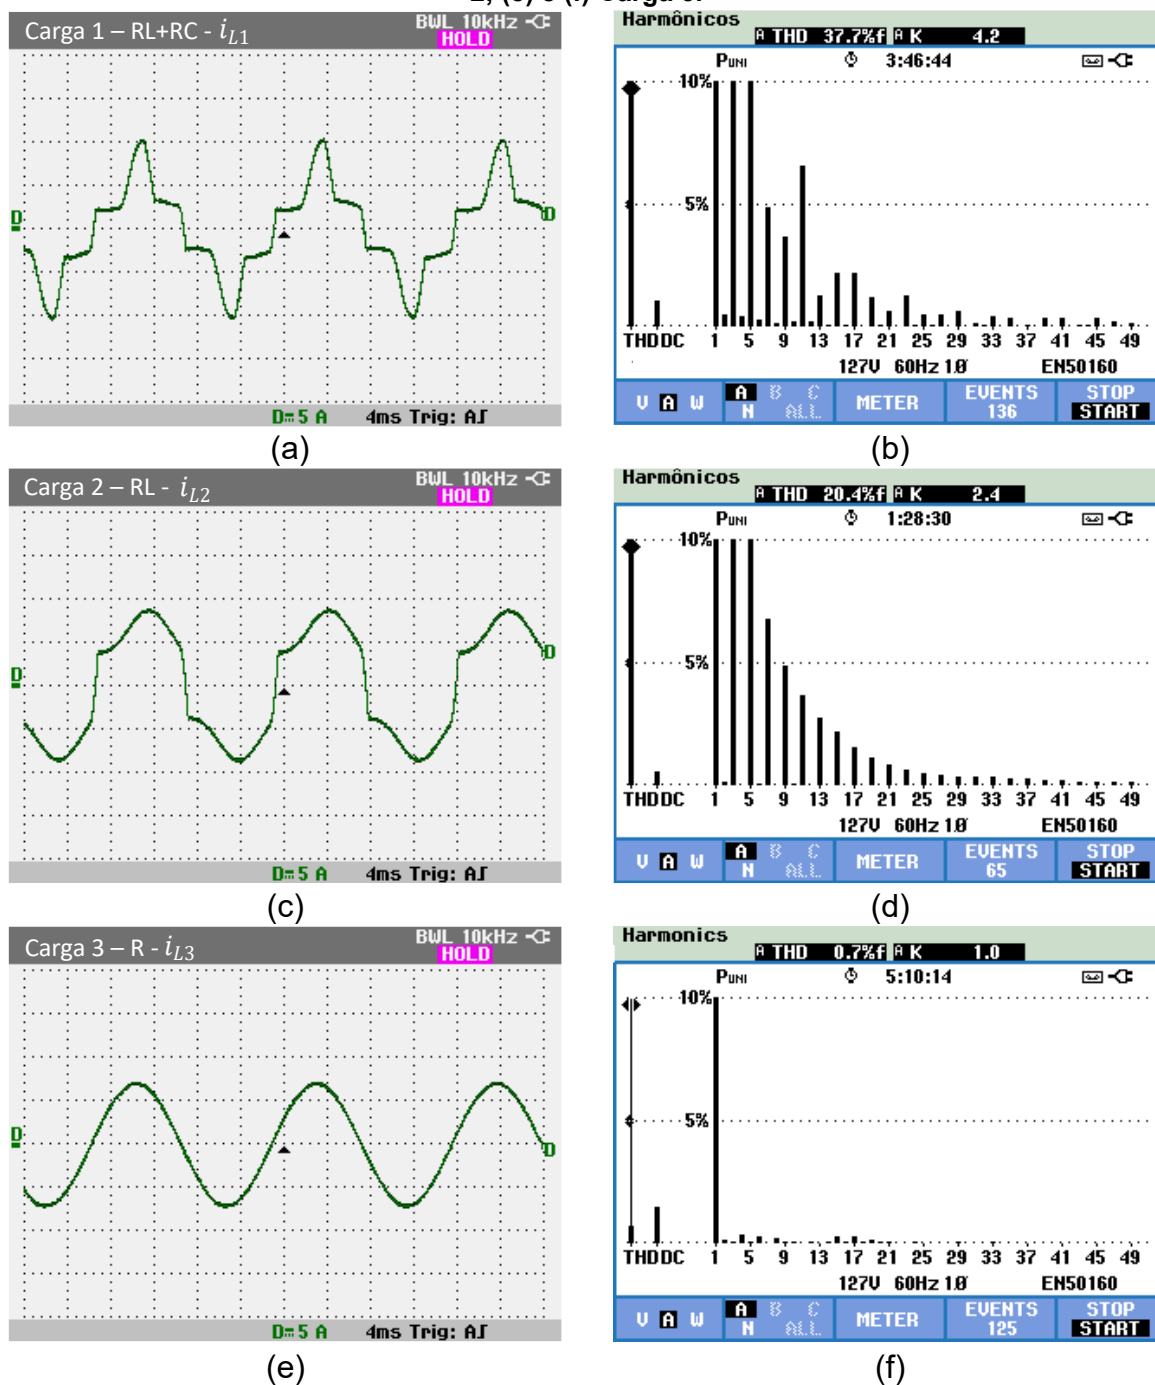 2, (e) e (f) Carga 3.
Carga 1 – RL+RC - iL1
BWL 10kHz
HOLD
D
D
D= 5 A 4ms Trig: A
(a)
Harmônicos
A THD 37.7%f A K 4.2
PUNI 3:46:44
10%
5%
THD DC 1 5 9 13 17 21 25 29 33 37 41 45 49
127V 60Hz 1Ø EN50160
V A W
A B C
N ALL
METER
EVENTS
136
STOP
START
(b)
Carga 2 – RL - iL2
BWL 10kHz
HOLD
D
D
D= 5 A 4ms Trig: A
(c)
Harmônicos
A THD 20.4%f A K 2.4
PUNI 1:28:30
10%
5%
THD DC 1 5 9 13 17 21 25 29 33 37 41 45 49
127V 60Hz 1Ø EN50160
V A W
A B C
N ALL
METER
EVENTS
65
STOP
START
(d)
Carga 3 – R - iL3
BWL 10kHz
HOLD
D
D
D= 5 A 4ms Trig: A
(e)
Harmonics
A THD 0.7%f A K 1.0
PUNI 5:10:14
10%
5%
THD DC 1 5 9 13 17 21 25 29 33 37 41 45 49
127V 60Hz 1Ø EN50160
V A W
A B C
N ALL
METER
EVENTS
125
STOP
START
(f)